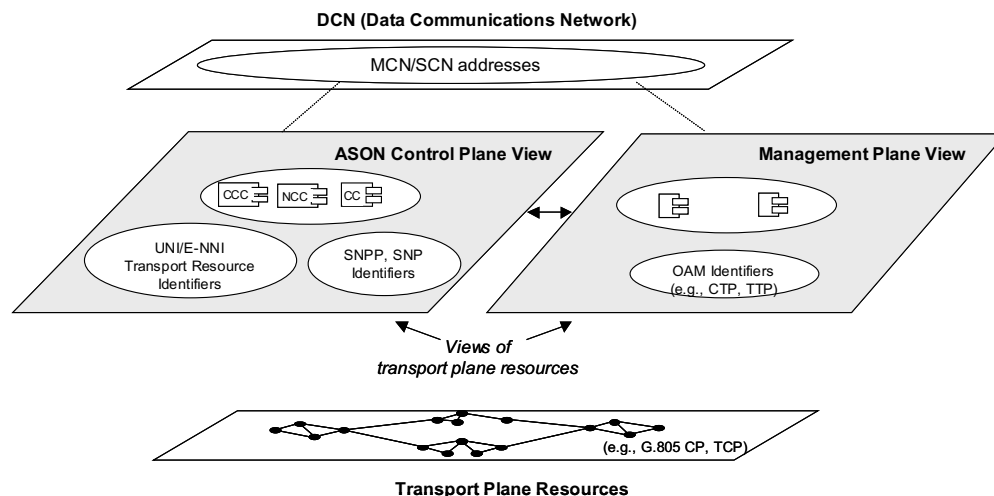 DCN (Data Communications Network)
MCN/SCN addresses
ASON Control Plane View
CCC
NCC
CC
UNI/E-NNI
Transport Resource
Identifiers
SNPP, SNP
Identifiers
Management Plane View
OAM Identifiers
(e.g., CTP, TTP)
Views of
transport plane resources
(e.g., G.805 CP, TCP)
Transport Plane Resources